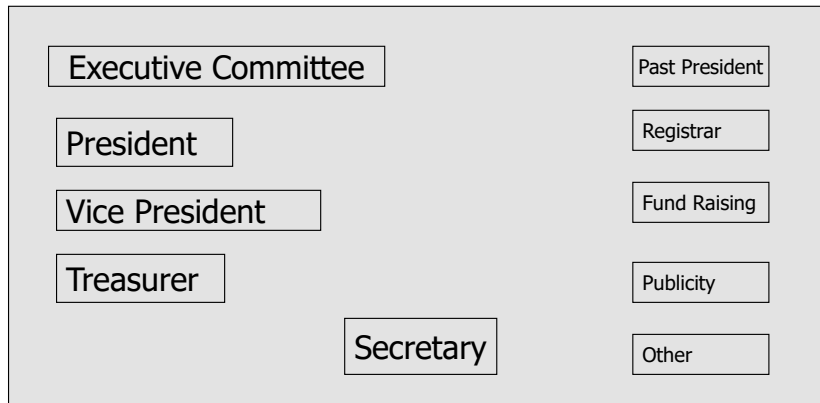 Executive Committee
President
Vice President
Treasurer
Secretary
Past President
Registrar
Fund Raising
Publicity
Other